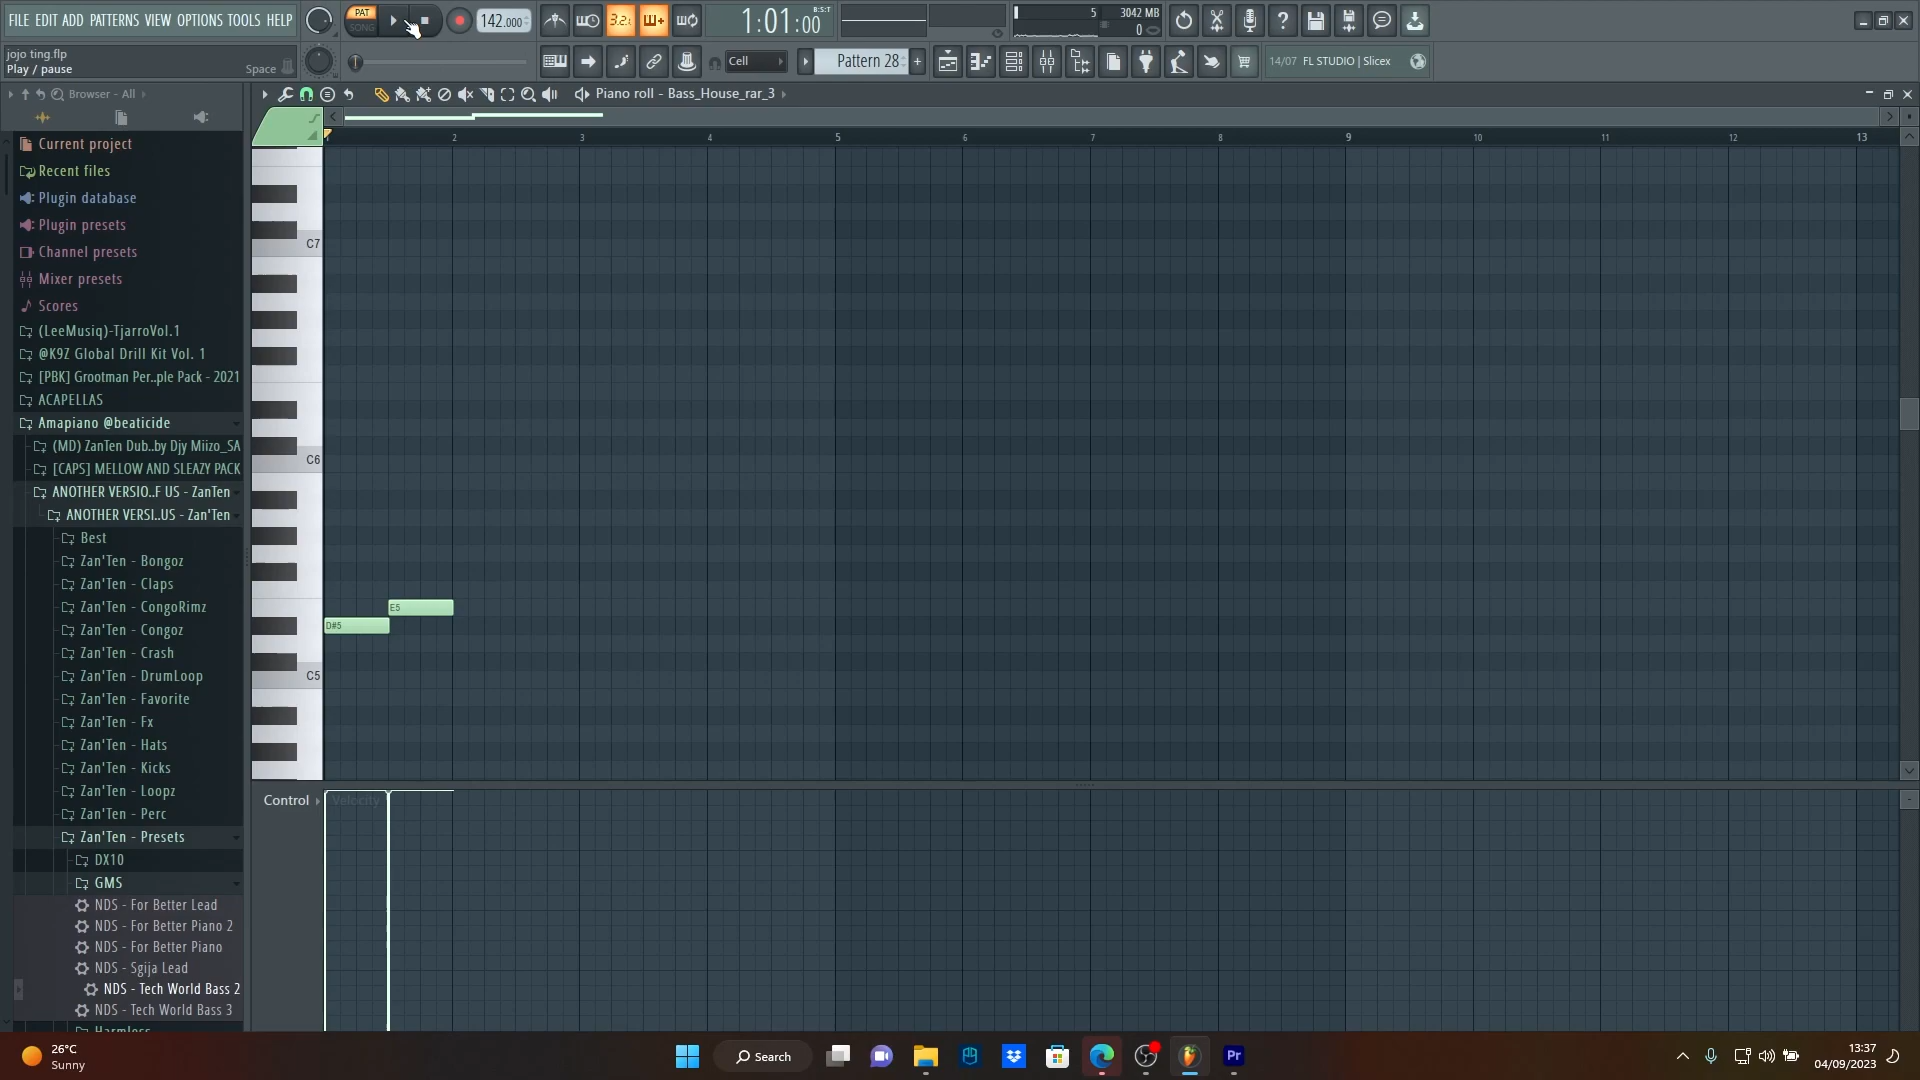 FILE EDIT ADD PATTERNS VIEW OPTIONS TOOLS HELP
PAT
SONG
142.000
3.2.
1:01:00
B:S:T
5
3042 MB
0
jojo ting.flp
Play / pause
Space
Cell
Pattern 28
+
14/07 FL STUDIO | Slicex
Browser - All
Piano roll - Bass_House_rar_3
1 2 3 4 5 6 7 8 9 10 11 12 13
Current project
Recent files
Plugin database
Plugin presets
Channel presets
Mixer presets
Scores
(LeeMusiq)-TjarroVol.1
@K9Z Global Drill Kit Vol. 1
[PBK] Grootman Per..ple Pack - 2021
ACAPELLAS
Amapiano @beaticide
(MD) ZanTen Dub..by Djy Miizo_SA
[CAPS] MELLOW AND SLEAZY PACK
ANOTHER VERSIO..F US - ZanTen
ANOTHER VERSI..US - Zan'Ten
Best
Zan'Ten - Bongoz
Zan'Ten - Claps
Zan'Ten - CongoRimz
Zan'Ten - Congoz
Zan'Ten - Crash
Zan'Ten - DrumLoop
Zan'Ten - Favorite
Zan'Ten - Fx
Zan'Ten - Hats
Zan'Ten - Kicks
Zan'Ten - Loopz
Zan'Ten - Perc
Zan'Ten - Presets
DX10
GMS
NDS - For Better Lead
NDS - For Better Piano 2
NDS - For Better Piano
NDS - Sgija Lead
NDS - Tech World Bass 2
NDS - Tech World Bass 3
Harmless
C7
C6
E5
D#5
C5
Control
Velocity
26°C
Sunny
Search
Pr
13:37
04/09/2023